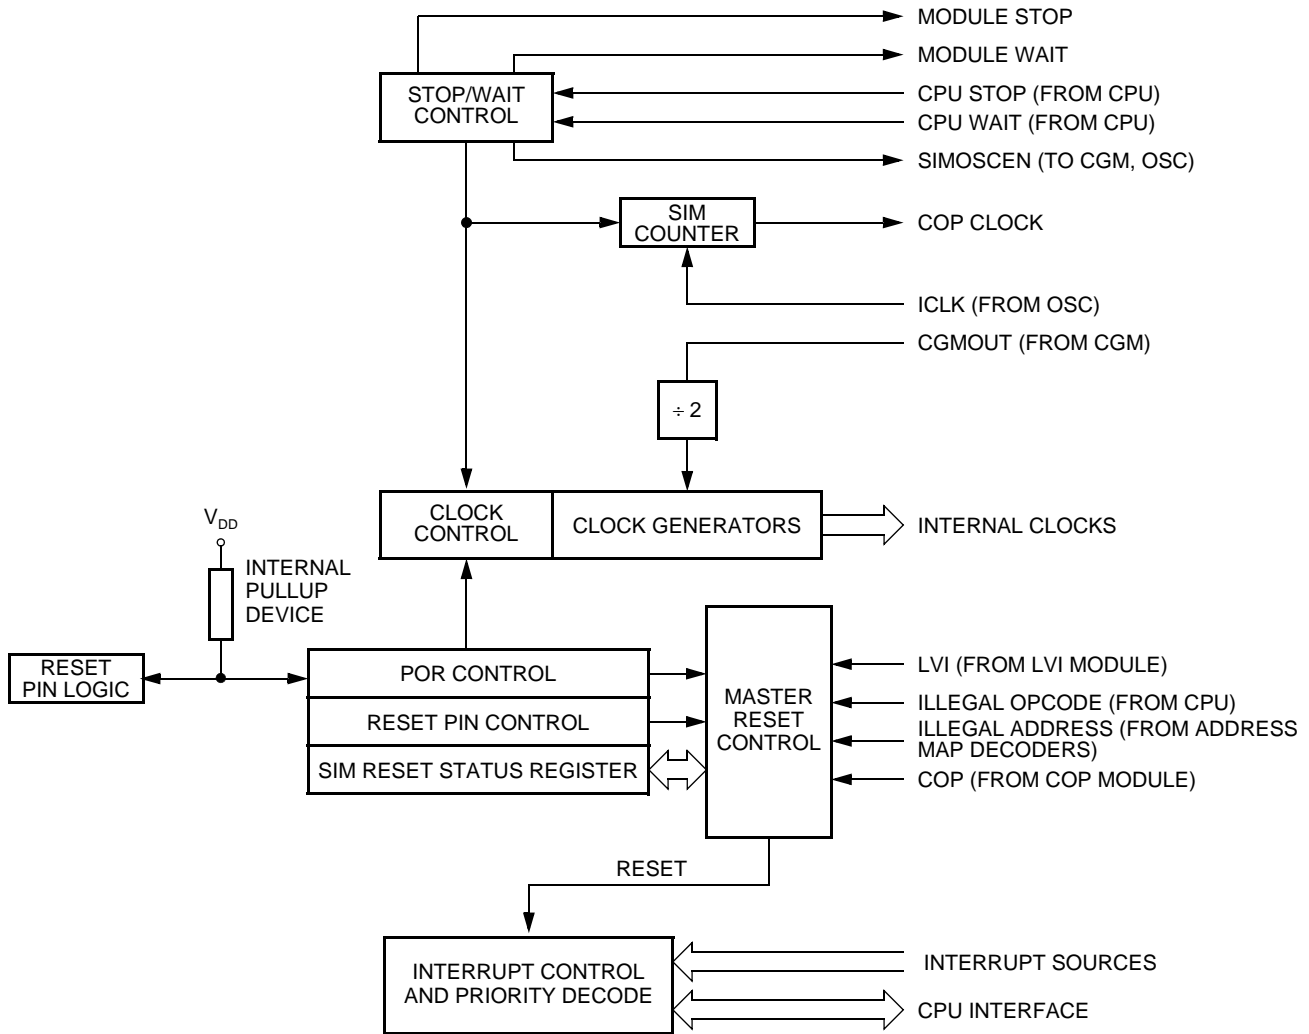 MODULE STOP
MODULE WAIT
STOP/WAIT
CONTROL
CPU STOP (FROM CPU)
CPU WAIT (FROM CPU)
SIMOSCEN (TO CGM, OSC)
SIM
COUNTER
COP CLOCK
ICLK (FROM OSC)
CGMOUT (FROM CGM)
÷ 2
CLOCK
CONTROL
CLOCK GENERATORS
INTERNAL CLOCKS
VDD
INTERNAL
PULLUP
DEVICE
RESET
PIN LOGIC
POR CONTROL
RESET PIN CONTROL
SIM RESET STATUS REGISTER
MASTER
RESET
CONTROL
LVI (FROM LVI MODULE)
ILLEGAL OPCODE (FROM CPU)
ILLEGAL ADDRESS (FROM ADDRESS
MAP DECODERS)
COP (FROM COP MODULE)
RESET
INTERRUPT CONTROL
AND PRIORITY DECODE
INTERRUPT SOURCES
CPU INTERFACE